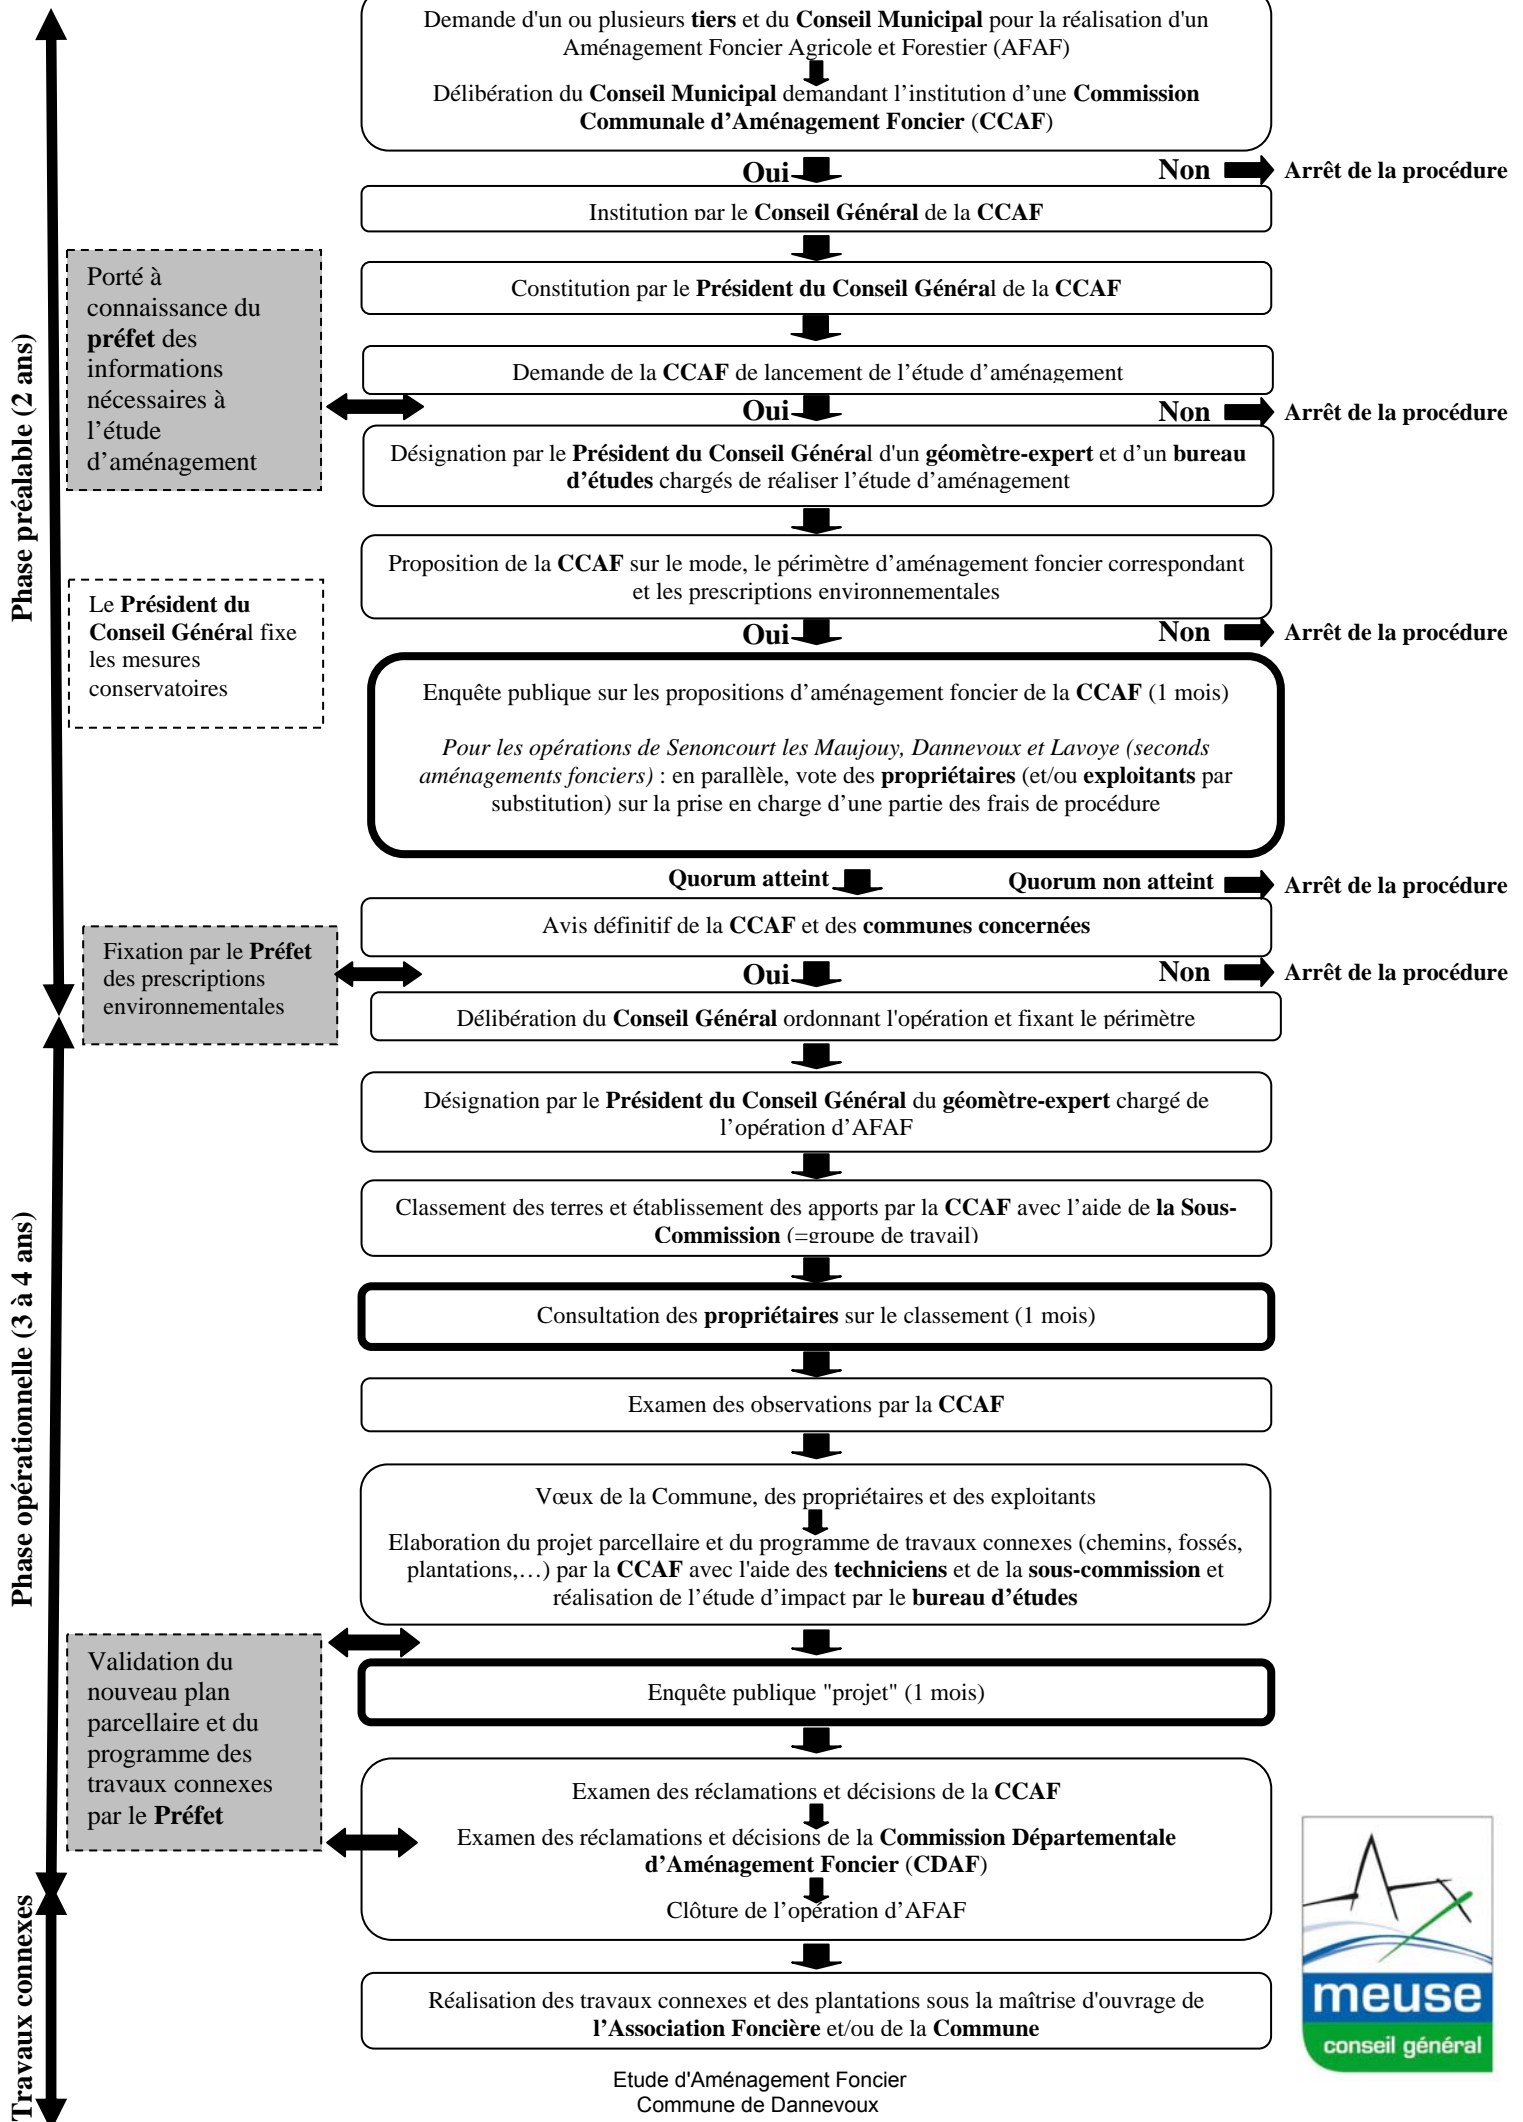 Demande d'un ou plusieurs tiers et du Conseil Municipal pour la réalisation d'un
Aménagement Foncier Agricole et Forestier (AFAF)
Délibération du Conseil Municipal demandant l’institution d’une Commission
Communale d’Aménagement Foncier (CCAF)
Oui
Non
Arrêt de la procédure
Institution par le Conseil Général de la CCAF
Constitution par le Président du Conseil Général de la CCAF
Phase préalable (2 ans)
Porté à
connaissance du
préfet des
informations
nécessaires à
l’étude
d’aménagement
Demande de la CCAF de lancement de l’étude d’aménagement
Oui
Non
Arrêt de la procédure
Désignation par le Président du Conseil Général d'un géomètre-expert et d’un bureau
d’études chargés de réaliser l’étude d’aménagement
Proposition de la CCAF sur le mode, le périmètre d’aménagement foncier correspondant
et les prescriptions environnementales
Le Président du
Conseil Général fixe
les mesures
conservatoires
Oui
Non
Arrêt de la procédure
Enquête publique sur les propositions d’aménagement foncier de la CCAF (1 mois)
Pour les opérations de Senoncourt les Maujouy, Dannevoux et Lavoye (seconds
aménagements fonciers) : en parallèle, vote des propriétaires (et/ou exploitants par
substitution) sur la prise en charge d’une partie des frais de procédure
Quorum atteint
Quorum non atteint
Arrêt de la procédure
Avis définitif de la CCAF et des communes concernées
Fixation par le Préfet
des prescriptions
environnementales
Oui
Non
Arrêt de la procédure
Délibération du Conseil Général ordonnant l'opération et fixant le périmètre
Désignation par le Président du Conseil Général du géomètre-expert chargé de
l’opération d’AFAF
Classement des terres et établissement des apports par la CCAF avec l’aide de la Sous-
Commission (=groupe de travail)
Phase opérationnelle (3 à 4 ans)
Consultation des propriétaires sur le classement (1 mois)
Examen des observations par la CCAF
Vœux de la Commune, des propriétaires et des exploitants
Elaboration du projet parcellaire et du programme de travaux connexes (chemins, fossés,
plantations,…) par la CCAF avec l'aide des techniciens et de la sous-commission et
réalisation de l’étude d’impact par le bureau d’études
Validation du
nouveau plan
parcellaire et du
programme des
travaux connexes
par le Préfet
Enquête publique "projet" (1 mois)
Examen des réclamations et décisions de la CCAF
Examen des réclamations et décisions de la Commission Départementale
d’Aménagement Foncier (CDAF)
Clôture de l’opération d’AFAF
Travaux connexes
Réalisation des travaux connexes et des plantations sous la maîtrise d'ouvrage de
l’Association Foncière et/ou de la Commune
meuse
conseil général
Etude d'Aménagement Foncier
Commune de Dannevoux